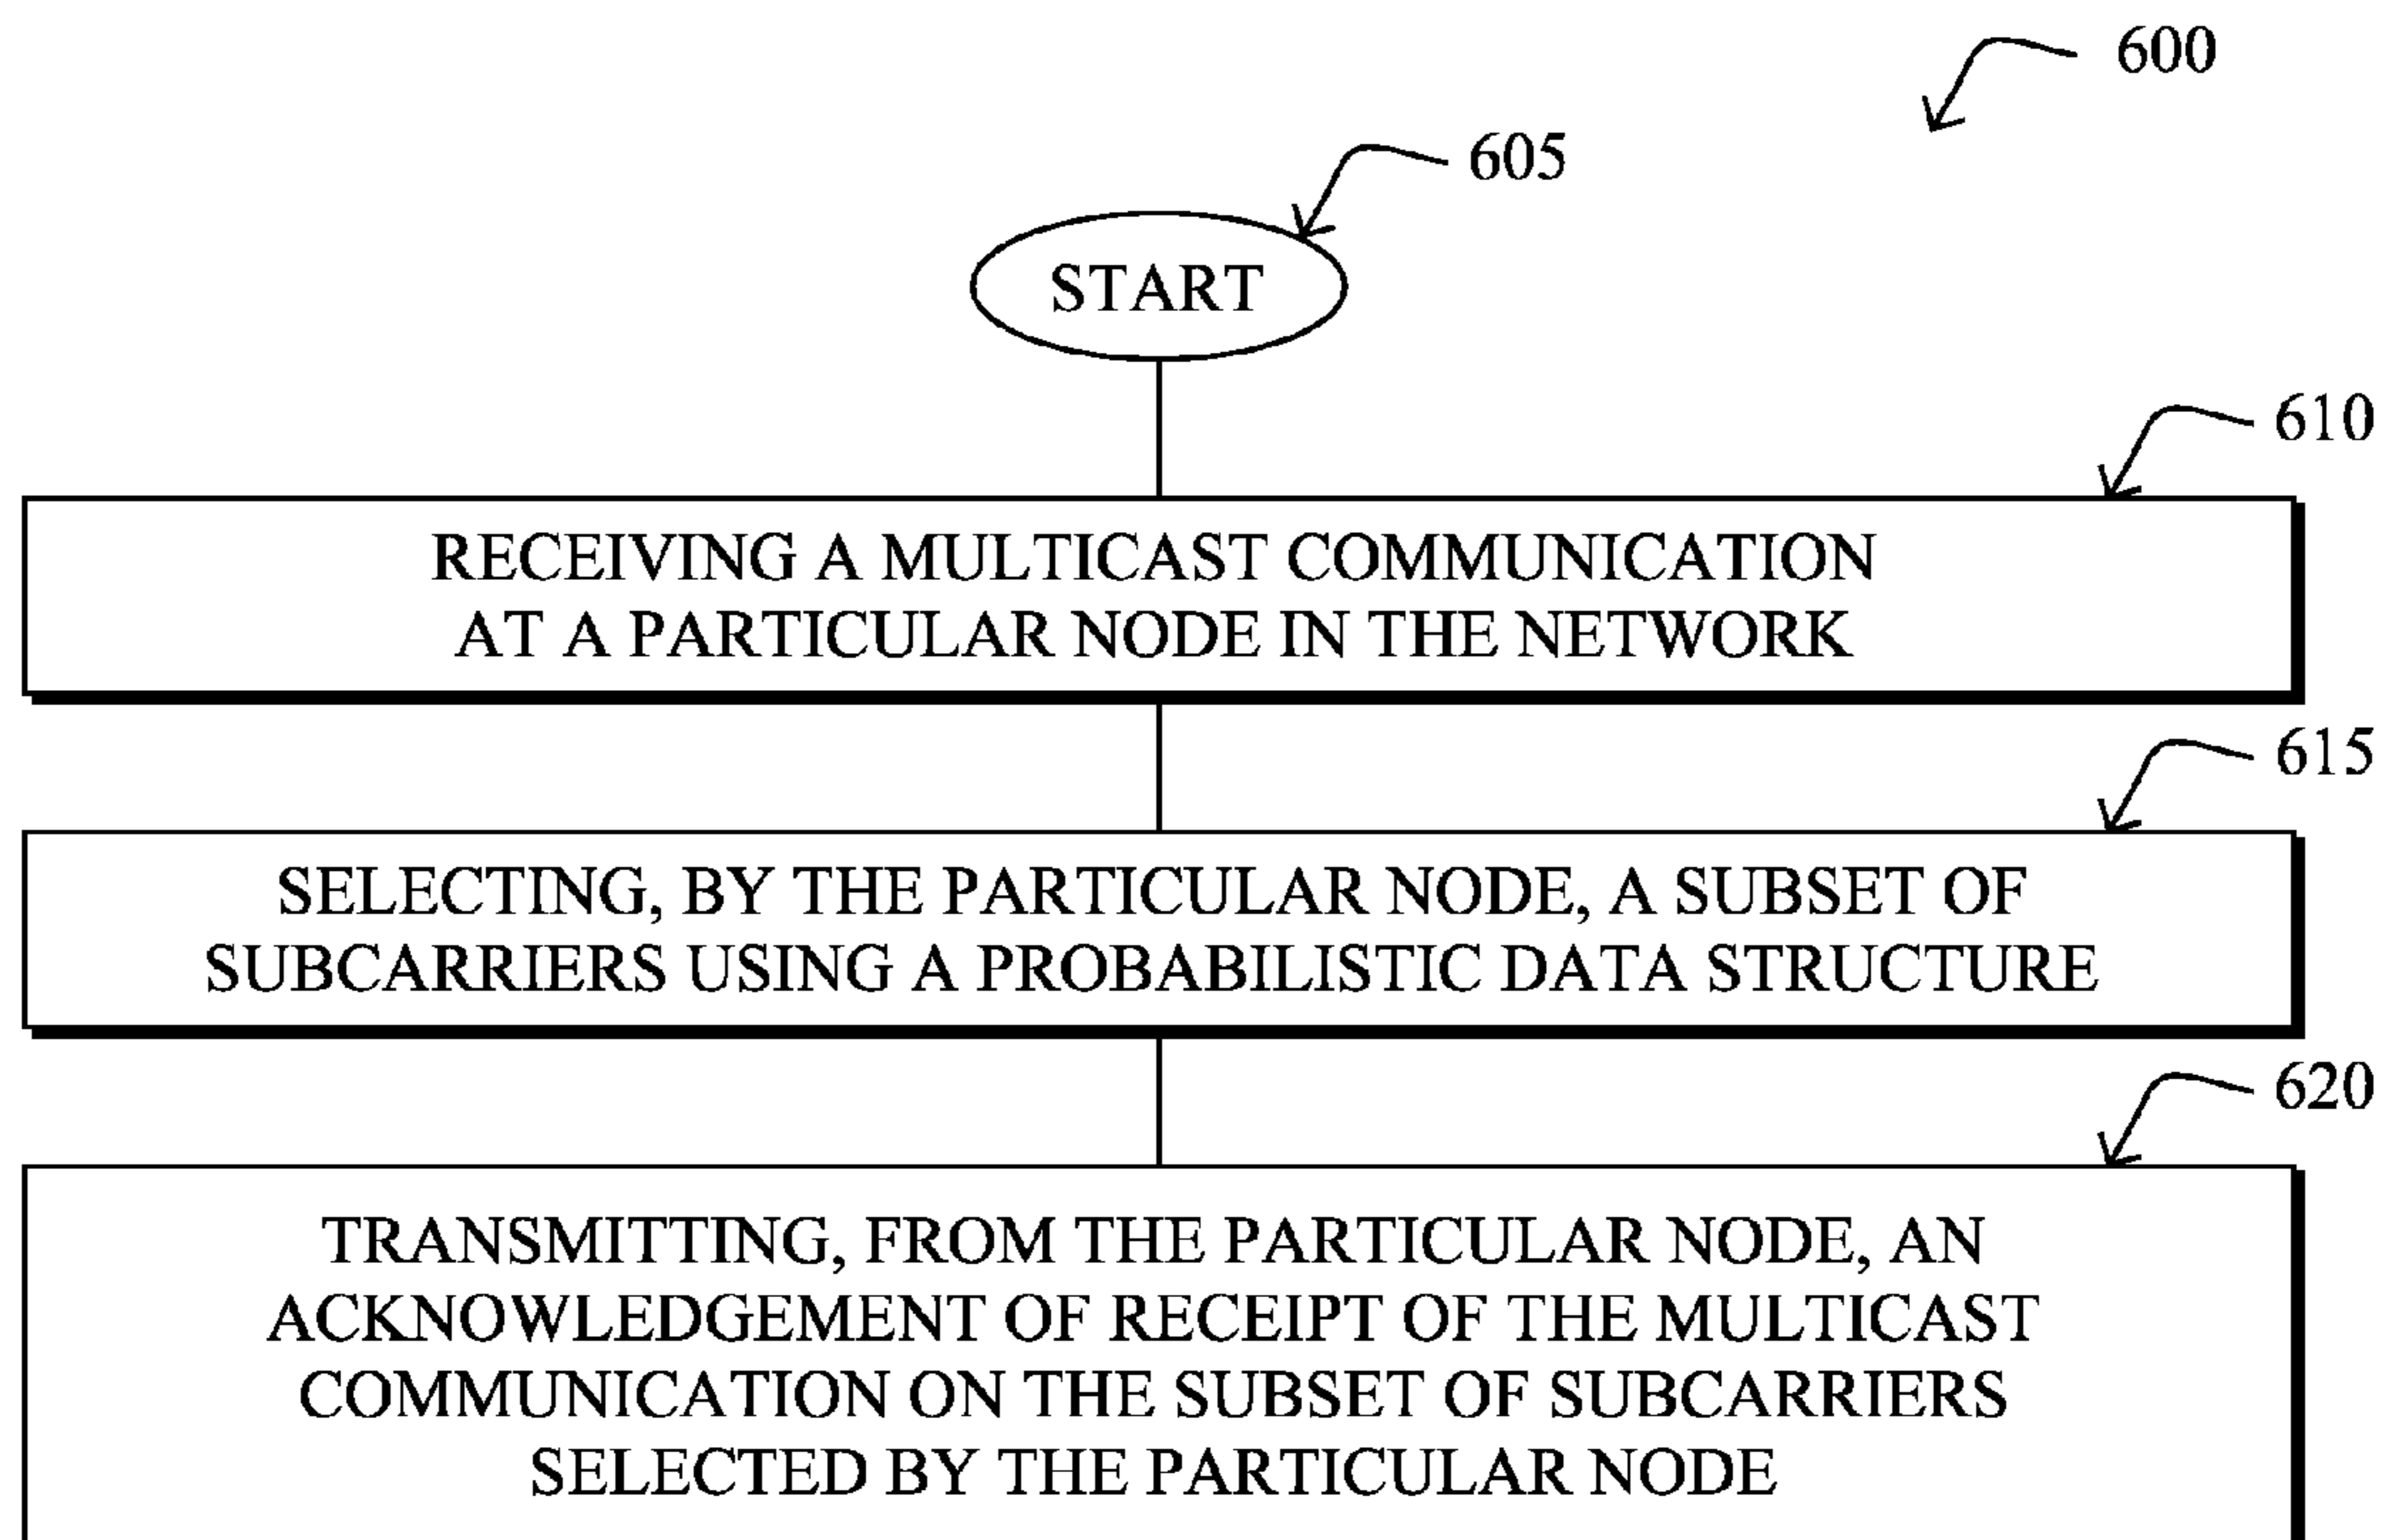 600
605
START
610
RECEIVING A MULTICAST COMMUNICATION
AT A PARTICULAR NODE IN THE NETWORK
615
SELECTING, BY THE PARTICULAR NODE, A SUBSET OF
SUBCARRIERS USING A PROBABILISTIC DATA STRUCTURE
620
TRANSMITTING, FROM THE PARTICULAR NODE, AN
ACKNOWLEDGEMENT OF RECEIPT OF THE MULTICAST
COMMUNICATION ON THE SUBSET OF SUBCARRIERS
SELECTED BY THE PARTICULAR NODE